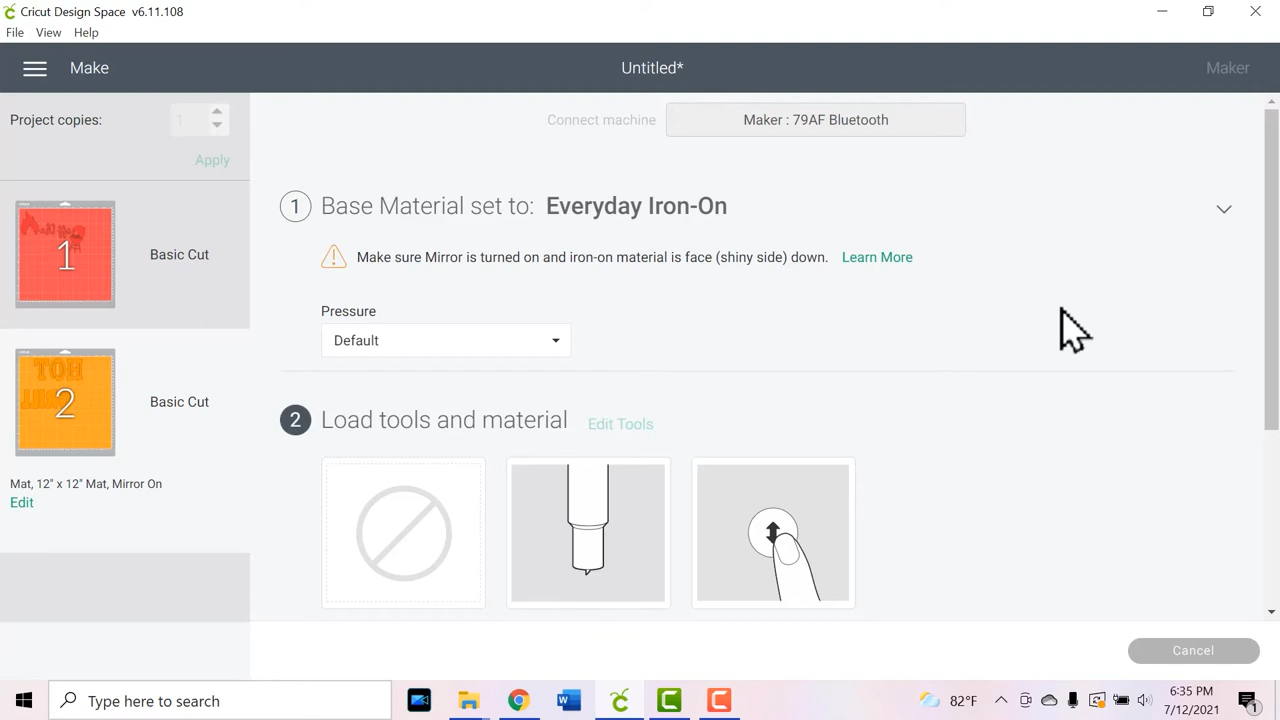 Cricut Design Space v6.11.108
File View Help
Make
Untitled*
Maker
Project copies:
1
Apply
Connect machine
Maker : 79AF Bluetooth
1
Basic Cut
2
HOT
Basic Cut
Mat, 12" x 12" Mat, Mirror On
Edit
1 Base Material set to: Everyday Iron-On
Make sure Mirror is turned on and iron-on material is face (shiny side) down. Learn More
Pressure
Default
2 Load tools and material Edit Tools
Cancel
Type here to search
82°F
6:35 PM
7/12/2021
1